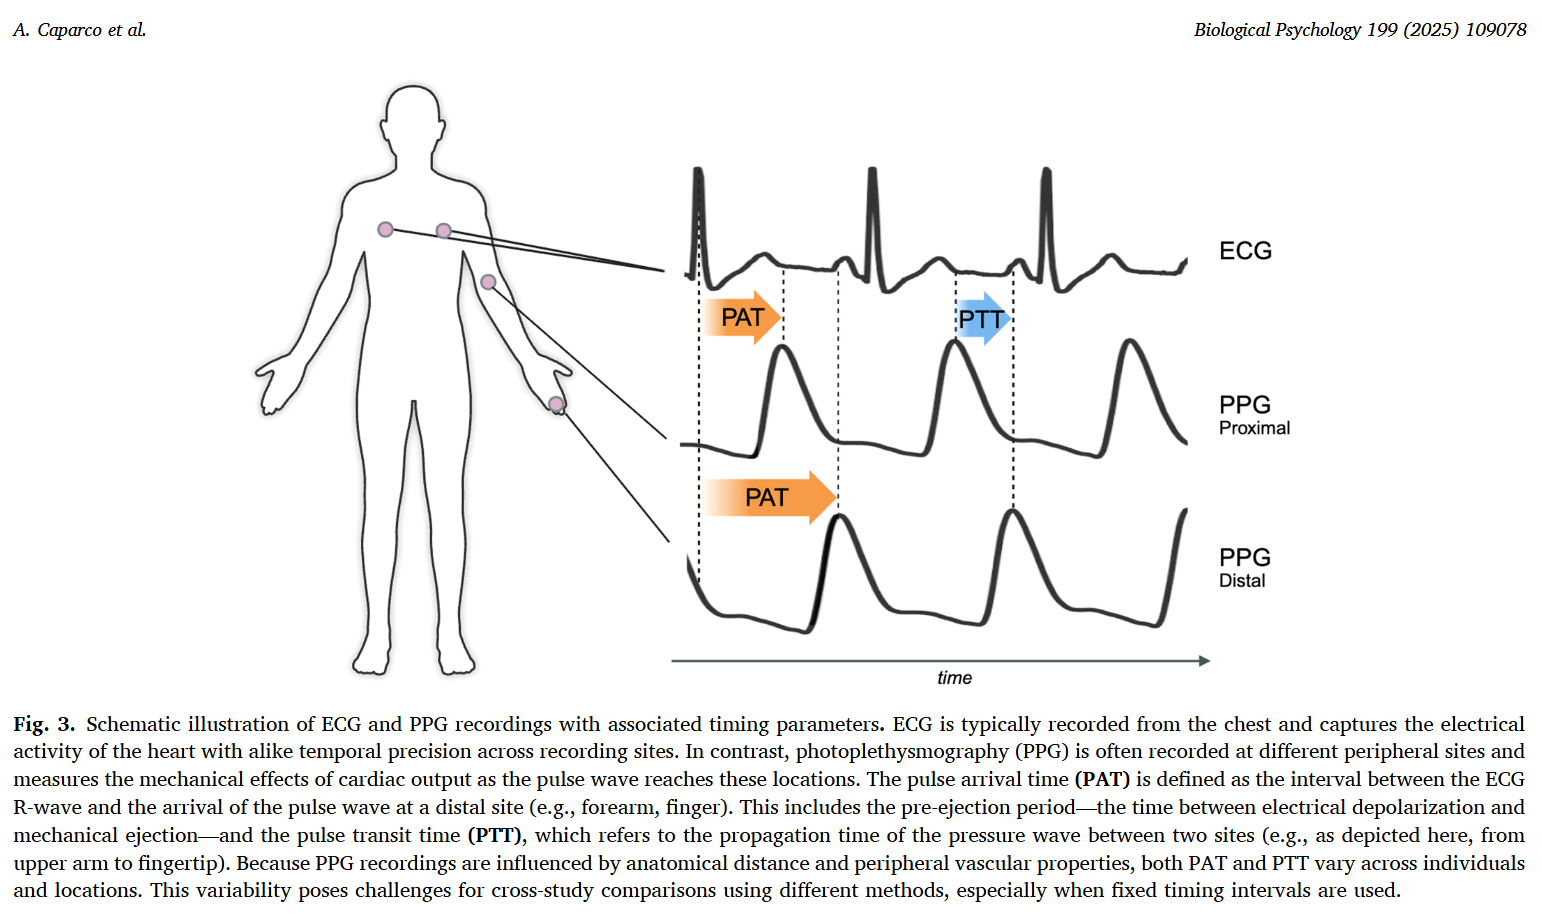 A. Caparco et al.
Biological Psychology 199 (2025) 109078
ECG
PAT
PTT
PPG
Proximal
PAT
PPG
Distal
time
Fig. 3. Schematic illustration of ECG and PPG recordings with associated timing parameters. ECG is typically recorded from the chest and captures the electrical
activity of the heart with alike temporal precision across recording sites. In contrast, photoplethysmography (PPG) is often recorded at different peripheral sites and
measures the mechanical effects of cardiac output as the pulse wave reaches these locations. The pulse arrival time (PAT) is defined as the interval between the ECG
R-wave and the arrival of the pulse wave at a distal site (e.g., forearm, finger). This includes the pre-ejection period—the time between electrical depolarization and
mechanical ejection—and the pulse transit time (PTT), which refers to the propagation time of the pressure wave between two sites (e.g., as depicted here, from
upper arm to fingertip). Because PPG recordings are influenced by anatomical distance and peripheral vascular properties, both PAT and PTT vary across individuals
and locations. This variability poses challenges for cross-study comparisons using different methods, especially when fixed timing intervals are used.